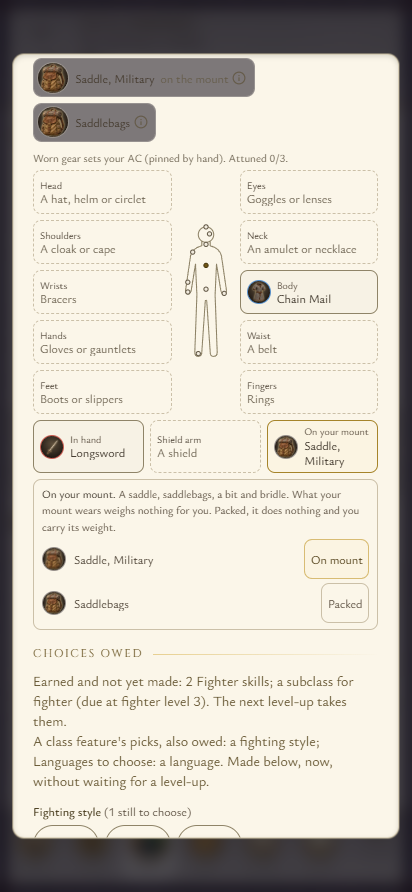 Saddle, Military on the mount
Saddlebags
Worn gear sets your AC (pinned by hand). Attuned 0/3.
Head
A hat, helm or circlet
Eyes
Goggles or lenses
Shoulders
A cloak or cape
Neck
An amulet or necklace
Wrists
Bracers
Body
Chain Mail
Hands
Gloves or gauntlets
Waist
A belt
Feet
Boots or slippers
Fingers
Rings
In hand
Longsword
Shield arm
A shield
On your mount
Saddle,
Military
On your mount. A saddle, saddlebags, a bit and bridle. What your
mount wears weighs nothing for you. Packed, it does nothing and you
carry its weight.
Saddle, Military
On mount
Saddlebags
Packed
CHOICES OWED
Earned and not yet made: 2 Fighter skills; a subclass for
fighter (due at fighter level 3). The next level-up takes
them.
A class feature's picks, also owed: a fighting style;
Languages to choose: a language. Made below, now,
without waiting for a level-up.
Fighting style (1 still to choose)